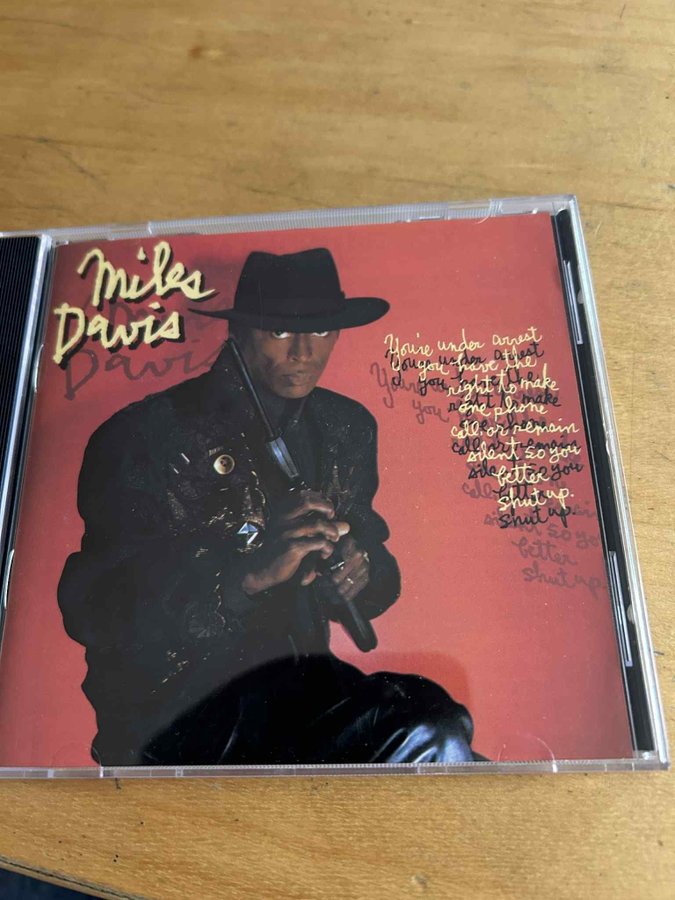 Miles
Davis
You're under arrest
you have the
right to make
one phone
call, or remain
silent so you
better
shut up.